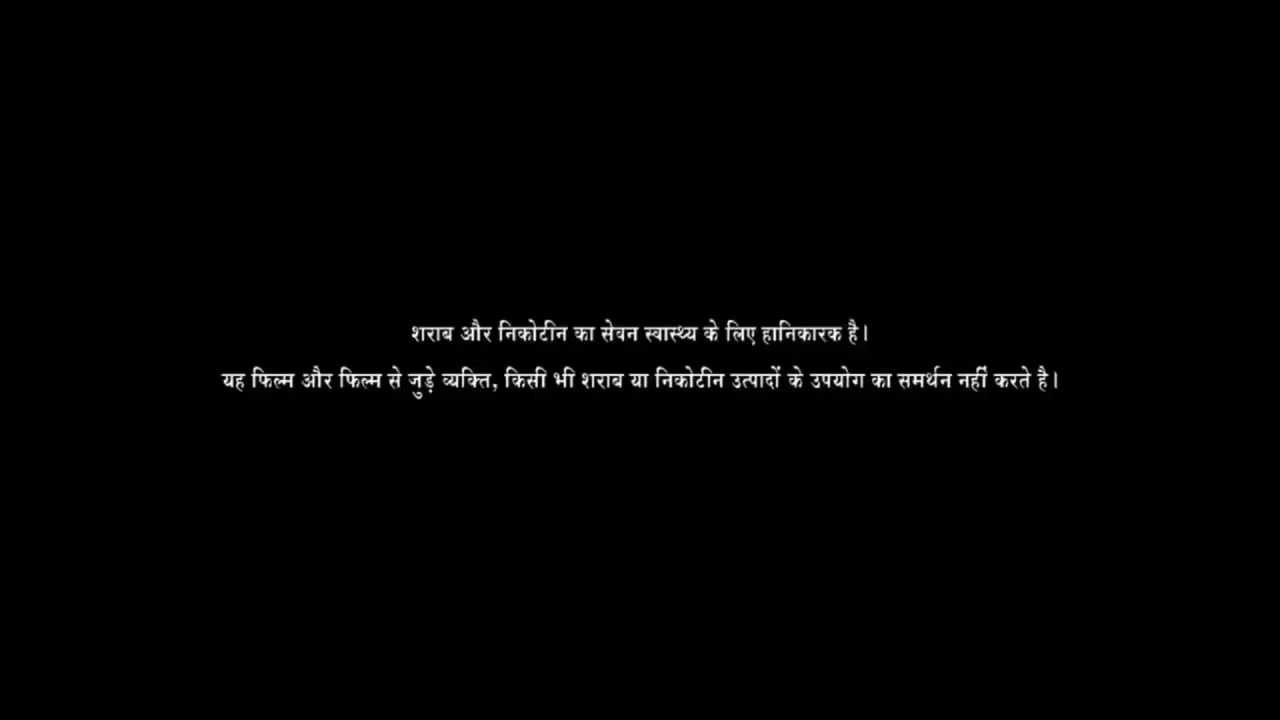 शराब और निकोटीन का सेवन स्वास्थ्य के लिए हानिकारक है।
यह फिल्म और फिल्म से जुड़े व्यक्ति, किसी भी शराब या निकोटीन उत्पादों के उपयोग का समर्थन नहीं करते है।